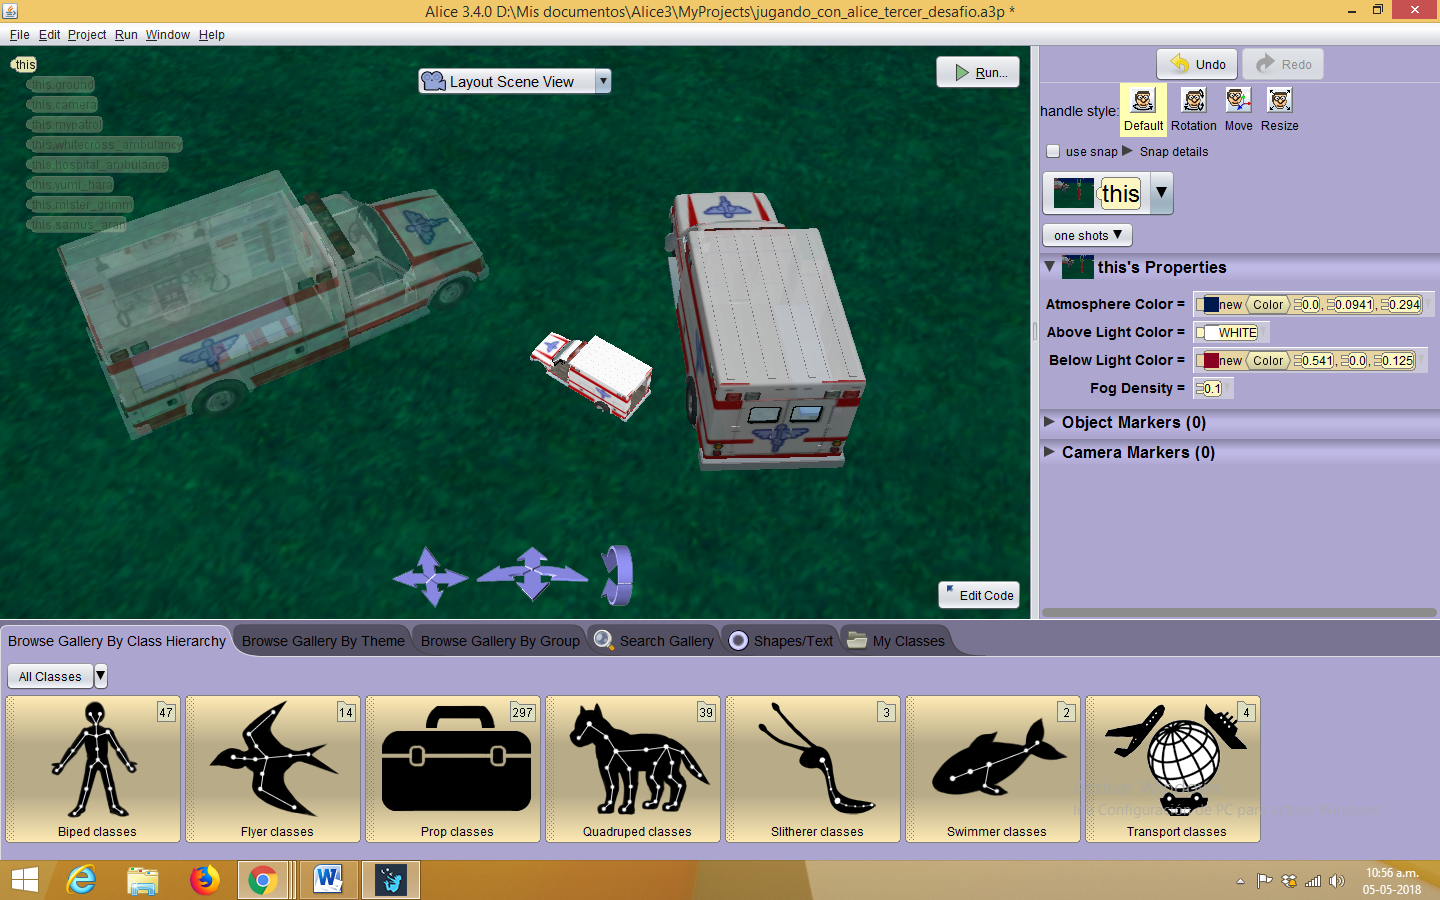 Alice 3.4.0 D:\Mis documentos\Alice3\MyProjects\jugando_con_alice_tercer_desafio.a3p *
File Edit Project Run Window Help
this
this.ground
this.camera
this.mypatrol
this.whitecross_ambulancy
this.hospital_ambulance
this.yumi_hara
this.mister_grimm
this.samus_aran
Layout Scene View
Run...
Edit Code
Undo
Redo
handle style:
Default Rotation Move Resize
use snap Snap details
this
one shots
this's Properties
Atmosphere Color = new Color 0.0, 0.0941, 0.294
Above Light Color = WHITE
Below Light Color = new Color 0.541, 0.0, 0.125
Fog Density = 0.1
Object Markers (0)
Camera Markers (0)
Browse Gallery By Class Hierarchy Browse Gallery By Theme Browse Gallery By Group Search Gallery Shapes/Text My Classes
All Classes
47 14 297 39 3 2 4
Biped classes Flyer classes Prop classes Quadruped classes Slitherer classes Swimmer classes Transport classes
Configuración de PC para
10:56 a.m.
05-05-2018